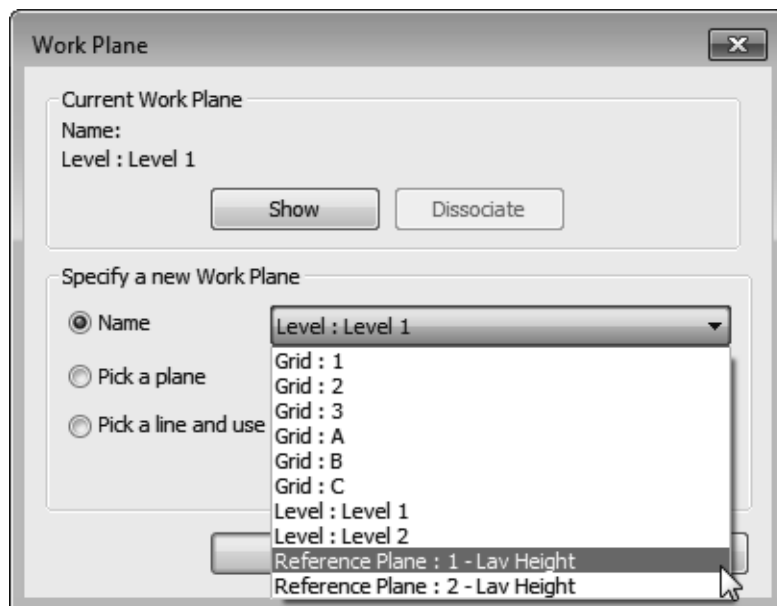 Work Plane
Current Work Plane
Name:
Level : Level 1
Show
Dissociate
Specify a new Work Plane
Name
Level : Level 1
Pick a plane
Pick a line and use
Grid : 1
Grid : 2
Grid : 3
Grid : A
Grid : B
Grid : C
Level : Level 1
Level : Level 2
Reference Plane : 1 - Lav Height
Reference Plane : 2 - Lav Height